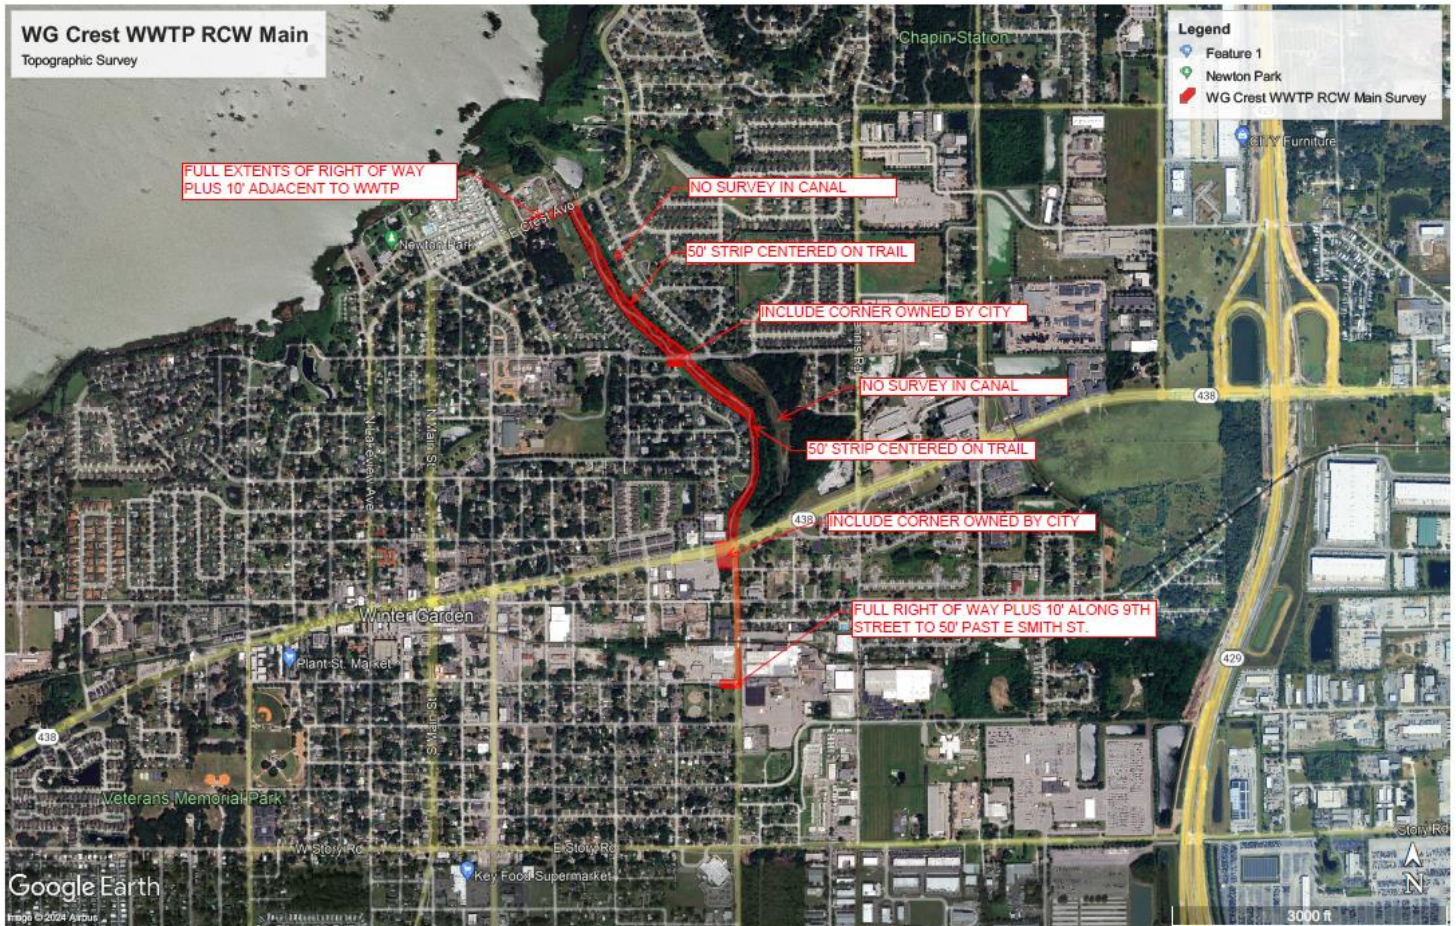 WG Crest WWTP RCW Main
Topographic Survey
Legend
Feature 1
Newton Park
WG Crest WWTP RCW Main Survey
Chapin Station
CITY Furniture
FULL EXTENTS OF RIGHT OF WAY
PLUS 10' ADJACENT TO WWTP
NO SURVEY IN CANAL
E Crest Ave
Newton Park
50' STRIP CENTERED ON TRAIL
INCLUDE CORNER OWNED BY CITY
NO SURVEY IN CANAL
438
N Lakeview Ave
N Main St
50' STRIP CENTERED ON TRAIL
438
INCLUDE CORNER OWNED BY CITY
Winter Garden
FULL RIGHT OF WAY PLUS 10' ALONG 9TH
STREET TO 50' PAST E SMITH ST.
Plant St. Market
429
438
Veterans Memorial Park
Story Rd
W Story Rd
E Story Rd
Key Food Supermarket
Google Earth
N
Image © 2024 Airbus
3000 ft